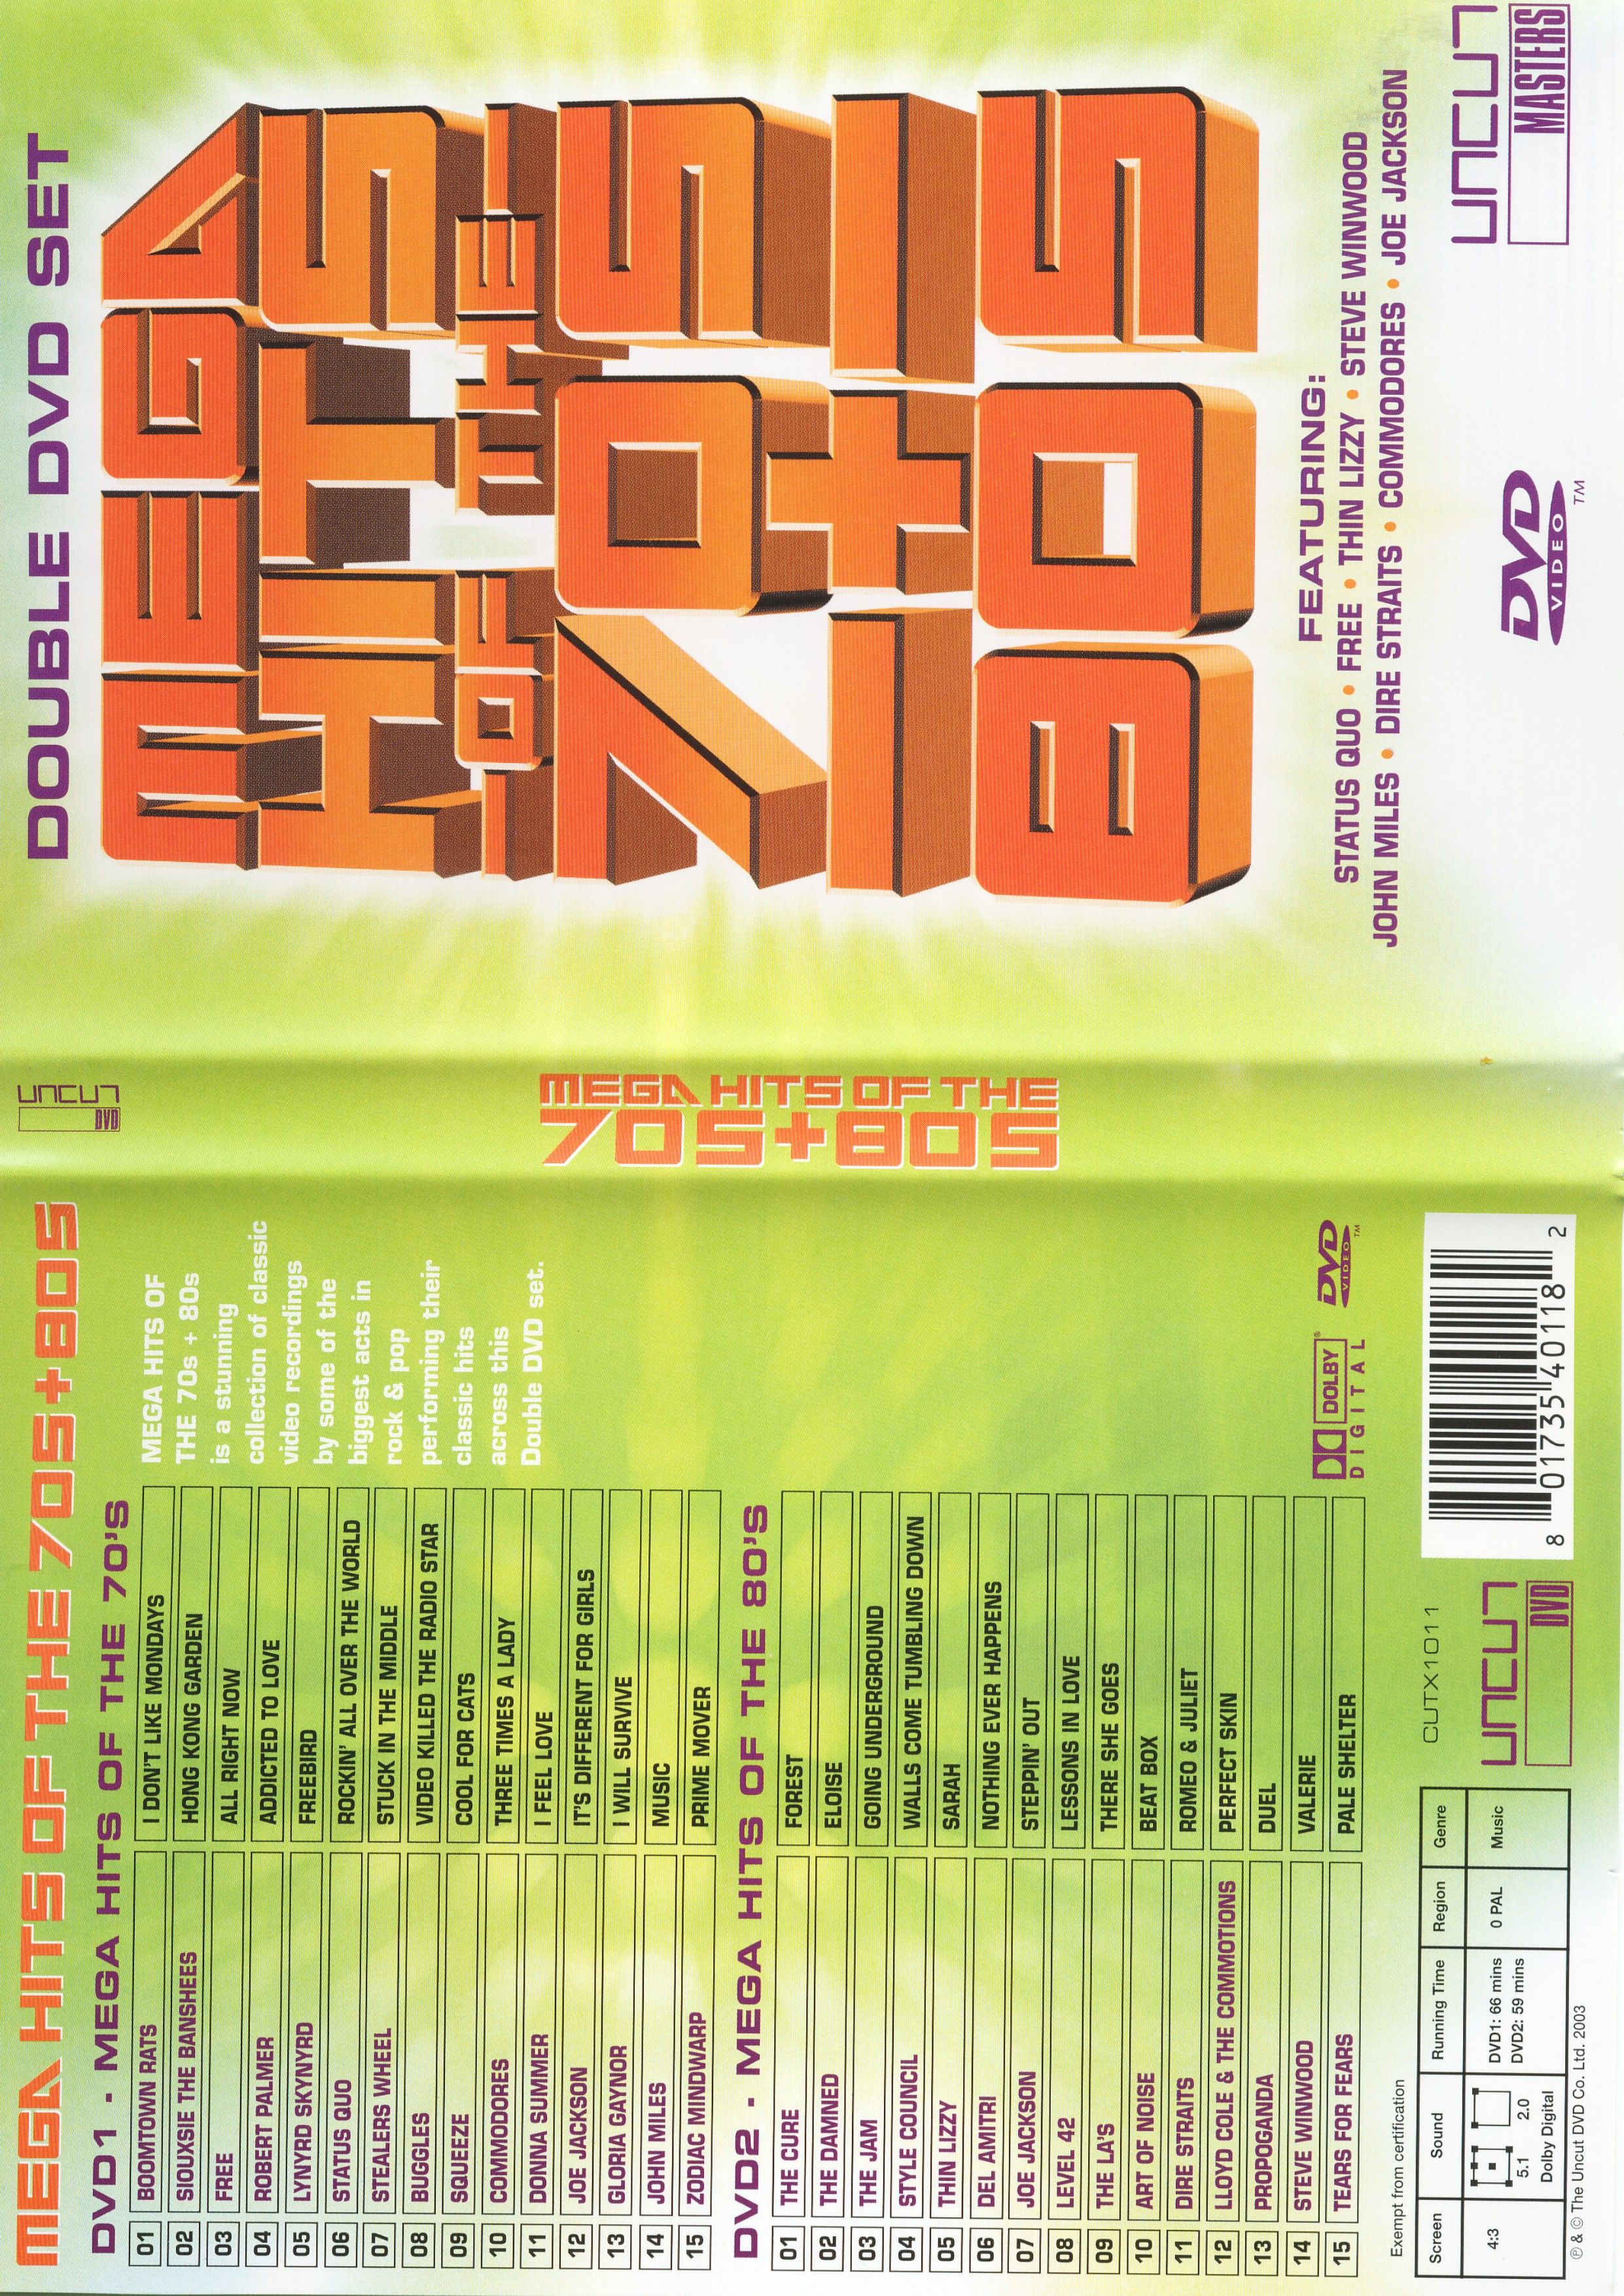 MEGA HITS OF THE 70S+80S
DVD1 - MEGA HITS OF THE 70'S
01 BOOMTOWN RATS I DON'T LIKE MONDAYS
02 SIOUXSIE THE BANSHEES HONG KONG GARDEN
03 FREE ALL RIGHT NOW
04 ROBERT PALMER ADDICTED TO LOVE
05 LYNYRD SKYNYRD FREEBIRD
06 STATUS QUO ROCKIN' ALL OVER THE WORLD
07 STEALERS WHEEL STUCK IN THE MIDDLE
08 BUGGLES VIDEO KILLED THE RADIO STAR
09 SQUEEZE COOL FOR CATS
10 COMMODORES THREE TIMES A LADY
11 DONNA SUMMER I FEEL LOVE
12 JOE JACKSON IT'S DIFFERENT FOR GIRLS
13 GLORIA GAYNOR I WILL SURVIVE
14 JOHN MILES MUSIC
15 ZODIAC MINDWARP PRIME MOVER
MEGA HITS OF
THE 70s + 80s
is a stunning
collection of classic
video recordings
by some of the
biggest acts in
rock & pop
performing their
classic hits
across this
Double DVD set.
DVD2 - MEGA HITS OF THE 80'S
01 THE CURE FOREST
02 THE DAMNED ELOISE
03 THE JAM GOING UNDERGROUND
04 STYLE COUNCIL WALLS COME TUMBLING DOWN
05 THIN LIZZY SARAH
06 DEL AMITRI NOTHING EVER HAPPENS
07 JOE JACKSON STEPPIN' OUT
08 LEVEL 42 LESSONS IN LOVE
09 THE LA'S THERE SHE GOES
10 ART OF NOISE BEAT BOX
11 DIRE STRAITS ROMEO & JULIET
12 LLOYD COLE & THE COMMOTIONS PERFECT SKIN
13 PROPOGANDA DUEL
14 STEVE WINWOOD VALERIE
15 TEARS FOR FEARS PALE SHELTER
DOLBY®
DIGITAL
DVD
VIDEO™
Exempt from certification
Screen Sound Running Time Region Genre
4:3 5.1 2.0 Dolby Digital DVD1: 66 mins DVD2: 59 mins 0 PAL Music
℗ & © The Uncut DVD Co. Ltd. 2003
CUTX1011
UNCUT
DVD
8 01735 40118 2
UNCUT
DVD
MEGA HITS OF THE
70S+80S
DOUBLE DVD SET
MEGA
HITS
OF THE
70S
+
80S
FEATURING:
STATUS QUO • FREE • THIN LIZZY • STEVE WINWOOD
JOHN MILES • DIRE STRAITS • COMMODORES • JOE JACKSON
DVD
VIDEO™
UNCUT
MASTERS